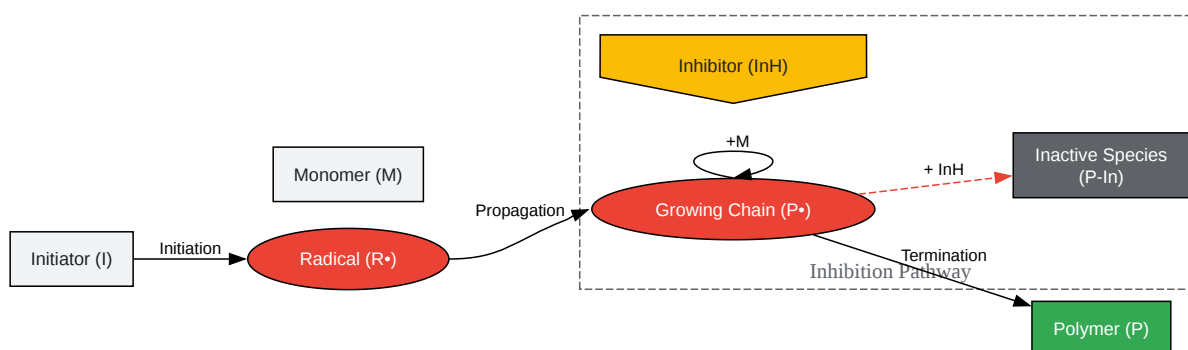 Inhibitor (InH)
+M
Inactive Species
(P-In)
+ InH
Monomer (M)
Propagation
Growing Chain (P•)
Initiation
Initiator (I)
Radical (R•)
Termination
Inhibition Pathway
Polymer (P)